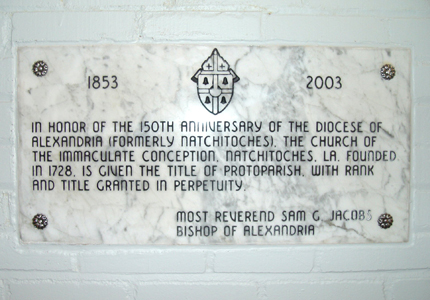 1853 2003
IN HONOR OF THE 150TH ANNIVERSARY OF THE DIOCESE OF
ALEXANDRIA (FORMERLY NATCHITOCHES), THE CHURCH OF
THE IMMACULATE CONCEPTION, NATCHITOCHES, LA. FOUNDED
IN 1728, IS GIVEN THE TITLE OF PROTOPARISH, WITH RANK
AND TITLE GRANTED IN PERPETUITY.
MOST REVEREND SAM G. JACOBS
BISHOP OF ALEXANDRIA